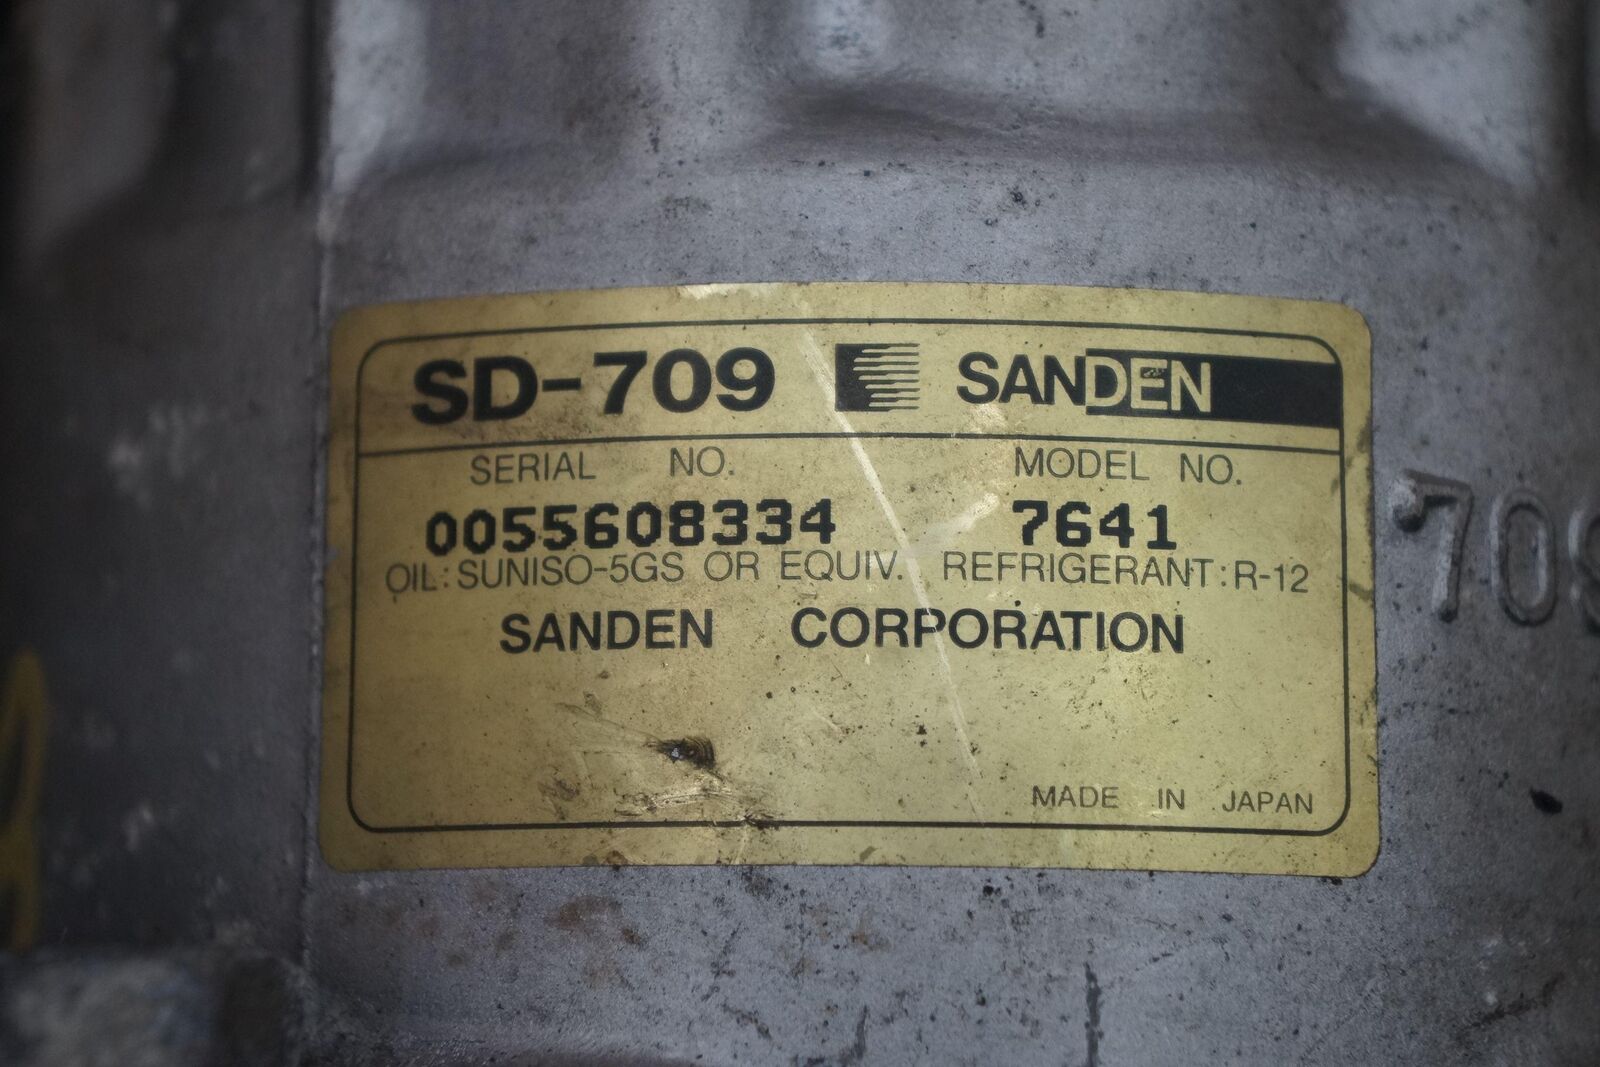 SD-709 SANDEN
SERIAL NO. MODEL NO.
0055608334 7641
OIL:SUNISO-5GS OR EQUIV. REFRIGERANT:R-12
SANDEN CORPORATION
MADE IN JAPAN
709